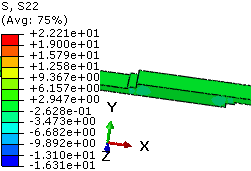 S, S22
(Avg: 75%)
+2.221e+01
+1.900e+01
+1.579e+01
+1.258e+01
+9.367e+00
+6.157e+00
+2.947e+00
-2.628e-01
-3.473e+00
-6.682e+00
-9.892e+00
-1.310e+01
-1.631e+01
Y
X
Z